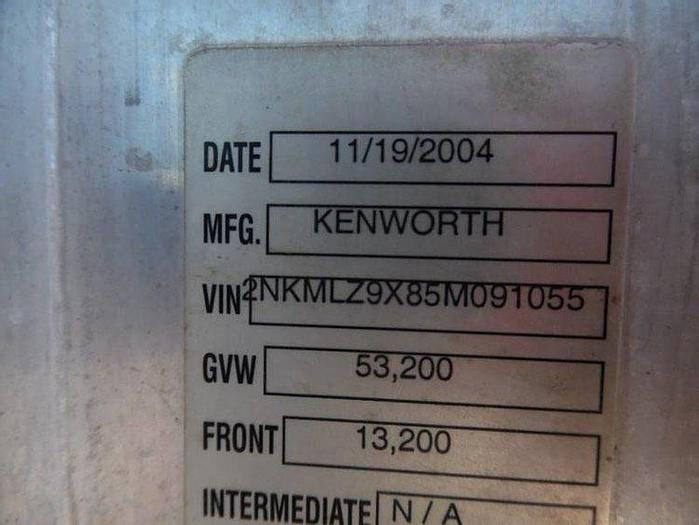 DATE 11/19/2004
MFG. KENWORTH
VIN 2NKMLZ9X85M091055
GVW 53,200
FRONT 13,200
INTERMEDIATE N / A